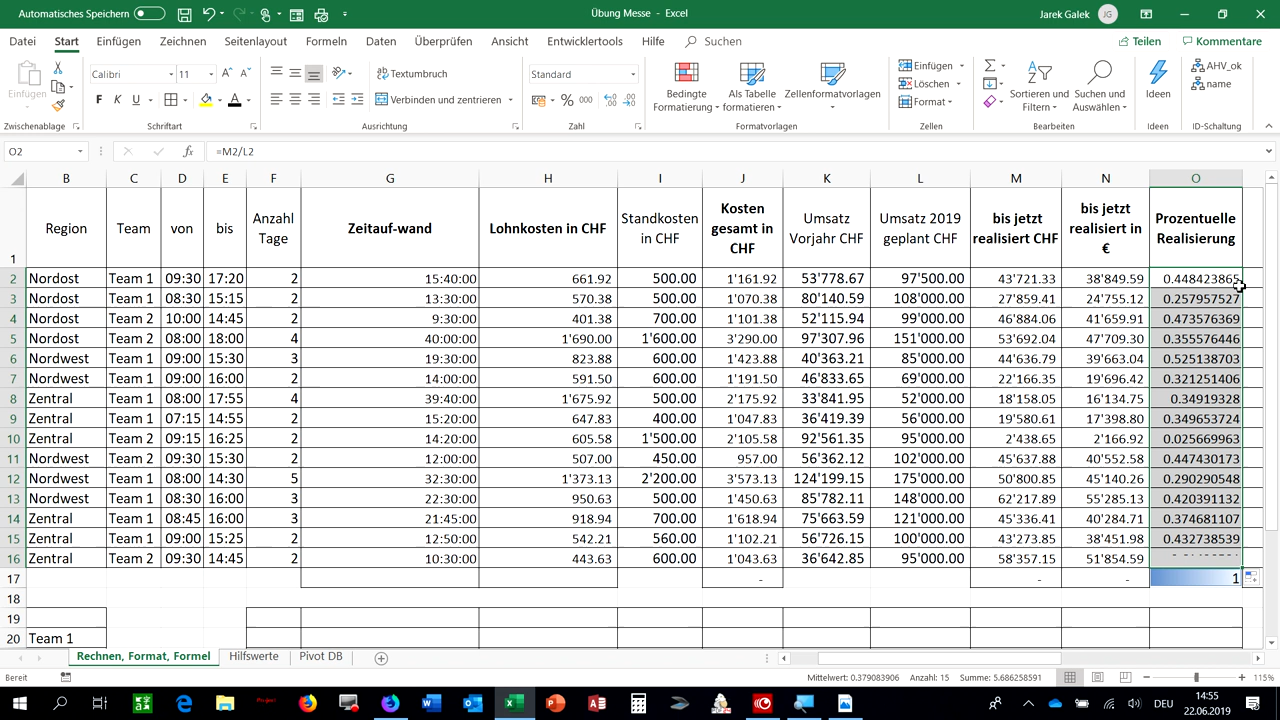 Automatisches Speichern
Übung Messe - Excel
Jarek Galek
JG
Datei Start Einfügen Zeichnen Seitenlayout Formeln Daten Überprüfen Ansicht Entwicklertools Hilfe Suchen
Teilen Kommentare
Einfügen
Zwischenablage
Calibri 11
F K U
Schriftart
Textumbruch
Verbinden und zentrieren
Ausrichtung
Standard
% 000
Zahl
Bedingte Formatierung
Als Tabelle formatieren
Zellenformatvorlagen
Formatvorlagen
Einfügen
Löschen
Format
Zellen
Sortieren und Filtern
Suchen und Auswählen
Bearbeiten
Ideen
Ideen
AHV_ok
name
ID-Schaltung
O2 fx =M2/L2
B C D E F G H I J K L M N O
1 Region Team von bis Anzahl Tage Zeitauf-wand Lohnkosten in CHF Standkosten in CHF Kosten gesamt in CHF Umsatz Vorjahr CHF Umsatz 2019 geplant CHF bis jetzt realisiert CHF bis jetzt realisiert in € Prozentuelle Realisierung
2 Nordost Team 1 09:30 17:20 2 15:40:00 661.92 500.00 1'161.92 53'778.67 97'500.00 43'721.33 38'849.59 0.448423865
3 Nordost Team 1 08:30 15:15 2 13:30:00 570.38 500.00 1'070.38 80'140.59 108'000.00 27'859.41 24'755.12 0.257957527
4 Nordost Team 2 10:00 14:45 2 9:30:00 401.38 700.00 1'101.38 52'115.94 99'000.00 46'884.06 41'659.91 0.473576369
5 Nordost Team 2 08:00 18:00 4 40:00:00 1'690.00 1'600.00 3'290.00 97'307.96 151'000.00 53'692.04 47'709.30 0.355576446
6 Nordwest Team 1 09:00 15:30 3 19:30:00 823.88 600.00 1'423.88 40'363.21 85'000.00 44'636.79 39'663.04 0.525138703
7 Nordwest Team 1 09:00 16:00 2 14:00:00 591.50 600.00 1'191.50 46'833.65 69'000.00 22'166.35 19'696.42 0.321251406
8 Zentral Team 1 08:00 17:55 4 39:40:00 1'675.92 500.00 2'175.92 33'841.95 52'000.00 18'158.05 16'134.75 0.34919328
9 Zentral Team 1 07:15 14:55 2 15:20:00 647.83 400.00 1'047.83 36'419.39 56'000.00 19'580.61 17'398.80 0.349653724
10 Zentral Team 2 09:15 16:25 2 14:20:00 605.58 1'500.00 2'105.58 92'561.35 95'000.00 2'438.65 2'166.92 0.025669963
11 Nordwest Team 2 09:30 15:30 2 12:00:00 507.00 450.00 957.00 56'362.12 102'000.00 45'637.88 40'552.58 0.447430173
12 Nordwest Team 1 08:00 14:30 5 32:30:00 1'373.13 2'200.00 3'573.13 124'199.15 175'000.00 50'800.85 45'140.26 0.290290548
13 Nordwest Team 1 08:30 16:00 3 22:30:00 950.63 500.00 1'450.63 85'782.11 148'000.00 62'217.89 55'285.13 0.420391132
14 Zentral Team 1 08:45 16:00 3 21:45:00 918.94 700.00 1'618.94 75'663.59 121'000.00 45'336.41 40'284.71 0.374681107
15 Zentral Team 1 09:00 15:25 2 12:50:00 542.21 560.00 1'102.21 56'726.15 100'000.00 43'273.85 38'451.98 0.432738539
16 Zentral Team 2 09:30 14:45 2 10:30:00 443.63 600.00 1'043.63 36'642.85 95'000.00 58'357.15 51'854.59
17 - - - 1
18
19
20 Team 1
Rechnen, Format, Formel Hilfswerte Pivot DB
Bereit
Mittelwert: 0.379083906 Anzahl: 15 Summe: 5.686258591
115%
DEU
14:55
22.06.2019